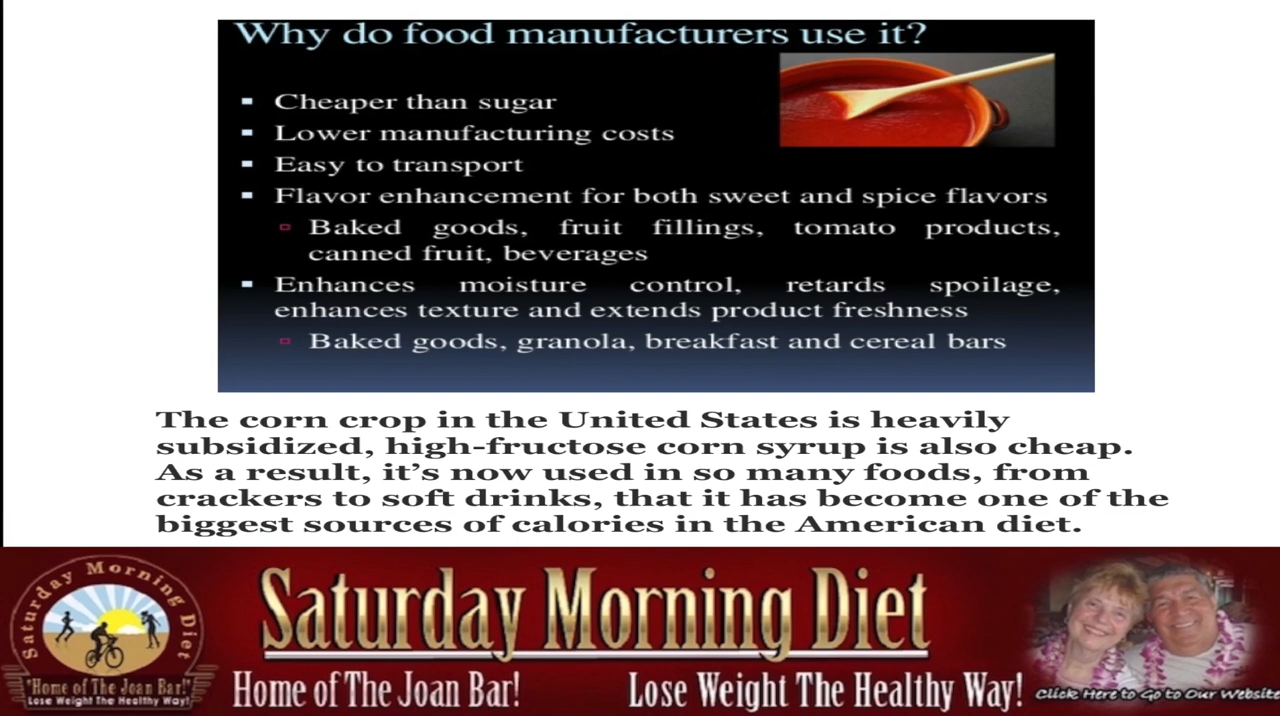 Why do food manufacturers use it?
▪ Cheaper than sugar
▪ Lower manufacturing costs
▪ Easy to transport
▪ Flavor enhancement for both sweet and spice flavors
▫ Baked goods, fruit fillings, tomato products,
canned fruit, beverages
▪ Enhances moisture control, retards spoilage,
enhances texture and extends product freshness
▫ Baked goods, granola, breakfast and cereal bars
The corn crop in the United States is heavily
subsidized, high-fructose corn syrup is also cheap.
As a result, it’s now used in so many foods, from
crackers to soft drinks, that it has become one of the
biggest sources of calories in the American diet.
Saturday Morning Diet
"Home of The Joan Bar!"
Lose Weight The Healthy Way!
Saturday Morning Diet
Home of The Joan Bar! Lose Weight The Healthy Way!
Click Here to Go to Our Website